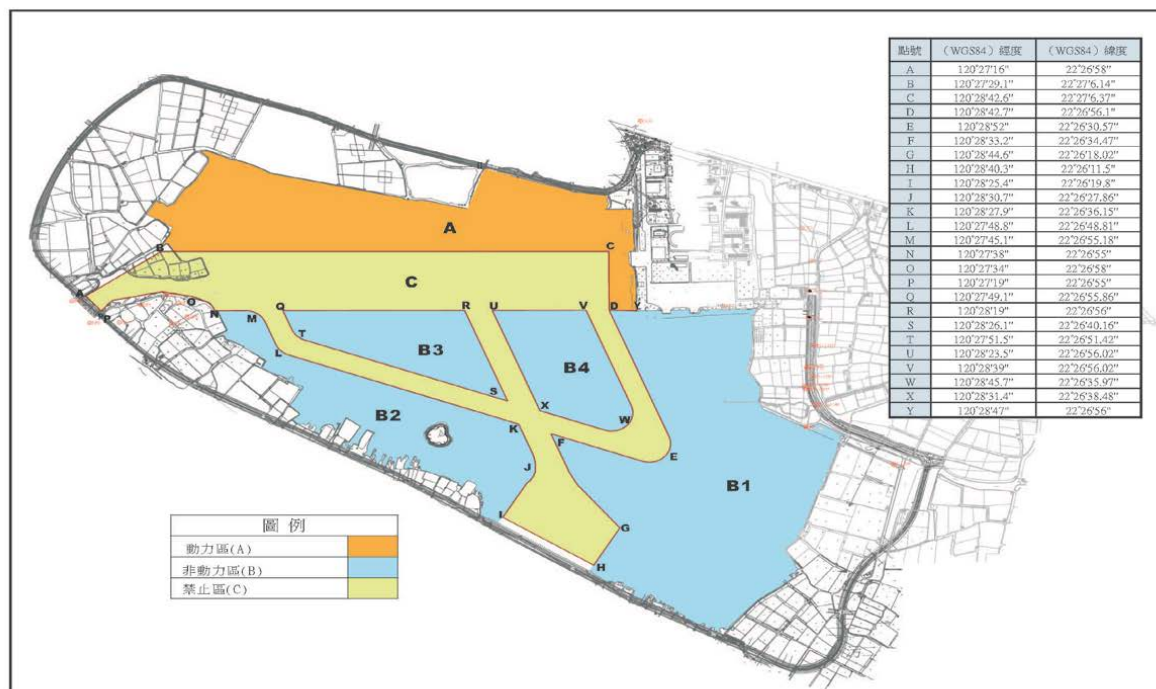 點號 (WGS84) 經度 (WGS84) 緯度
A 120°27'16" 22°26'58"
B 120°27'29.1" 22°27'6.14"
C 120°28'42.6" 22°27'6.37"
D 120°28'42.7" 22°26'56.1"
E 120°28'52" 22°26'30.57"
F 120°28'33.2" 22°26'34.47"
G 120°28'44.6" 22°26'18.02"
H 120°28'40.3" 22°26'11.5"
I 120°28'25.4" 22°26'19.8"
J 120°28'30.7" 22°26'27.86"
K 120°28'27.9" 22°26'36.15"
L 120°27'48.8" 22°26'48.81"
M 120°27'45.1" 22°26'55.18"
N 120°27'38" 22°26'55"
O 120°27'34" 22°26'58"
P 120°27'19" 22°26'55"
Q 120°27'49.1" 22°26'55.86"
R 120°28'19" 22°26'56"
S 120°28'26.1" 22°26'40.16"
T 120°27'51.5" 22°26'51.42"
U 120°28'23.5" 22°26'56.02"
V 120°28'39" 22°26'56.02"
W 120°28'45.7" 22°26'35.97"
X 120°28'31.4" 22°26'38.48"
Y 120°28'47" 22°26'56"
A
B
C
C
A
P
O
N
M
Q
R
U
V
D
Y
T
L
B3
B4
S
X
W
B2
K
F
E
J
B1
I
G
H
圖 例
動力區(A)
非動力區(B)
禁止區(C)